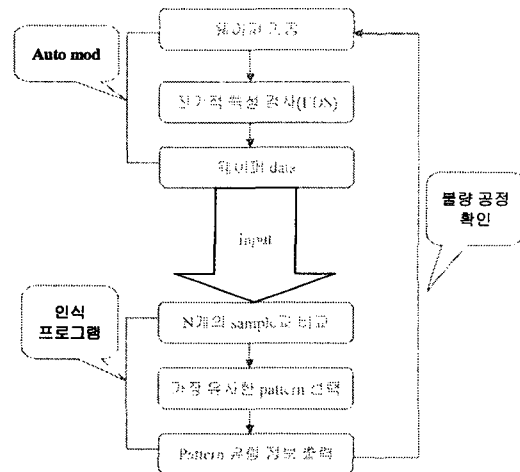 Auto mod
전기적 특성 검사(EDS)
웨이퍼 data
불량 공정
확인
input
인식
프로그램
N개의 sample과 비교
가장 유사한 pattern 선택
Pattern 유형 정보 출력